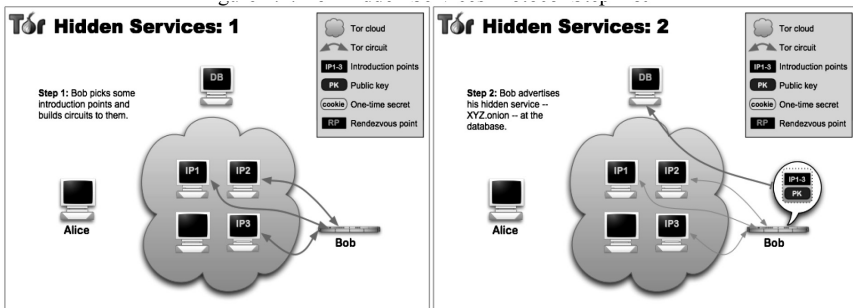 Tor Hidden Services: 1
Tor cloud
Tor circuit
IP1-3 Introduction points
PK Public key
cookie One-time secret
RP Rendezvous point
Step 1: Bob picks some
introduction points and
builds circuits to them.
DB
IP1
IP2
IP3
Alice
Bob
Tor Hidden Services: 2
Tor cloud
Tor circuit
IP1-3 Introduction points
PK Public key
cookie One-time secret
RP Rendezvous point
Step 2: Bob advertises
his hidden service --
XYZ.onion -- at the
database.
DB
IP1
IP2
IP3
IP1-3
PK
Alice
Bob